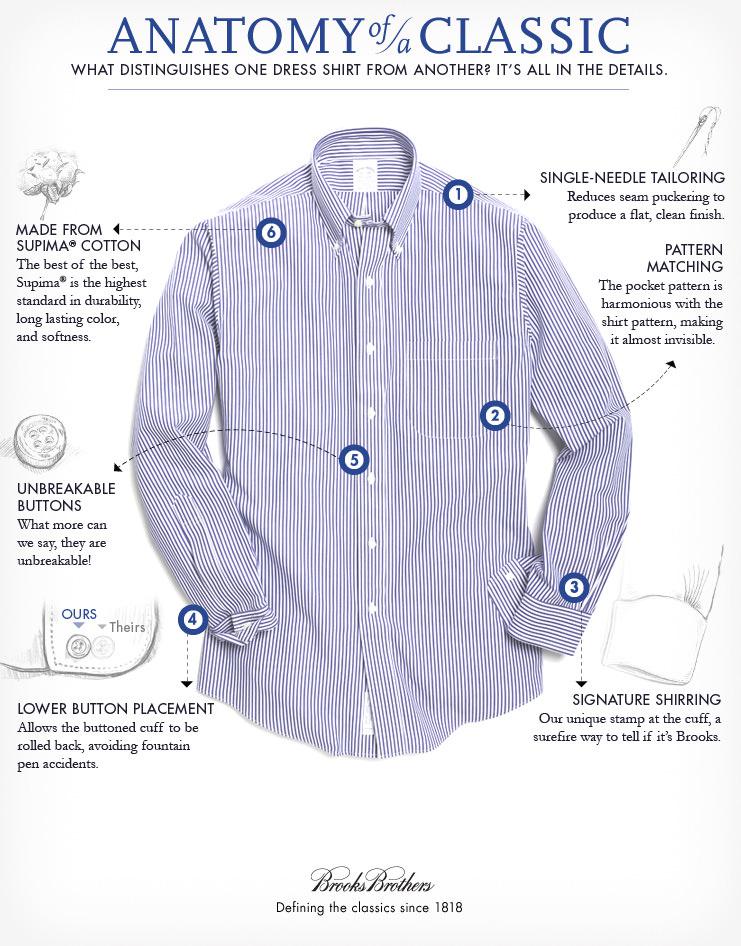 ANATOMY of a CLASSIC
WHAT DISTINGUISHES ONE DRESS SHIRT FROM ANOTHER? IT'S ALL IN THE DETAILS.
1
SINGLE-NEEDLE TAILORING
Reduces seam puckering to
produce a flat, clean finish.
2
PATTERN
MATCHING
The pocket pattern is
harmonious with the
shirt pattern, making
it almost invisible.
3
SIGNATURE SHIRRING
Our unique stamp at the cuff, a
surefire way to tell if it's Brooks.
4
OURS
Theirs
LOWER BUTTON PLACEMENT
Allows the buttoned cuff to be
rolled back, avoiding fountain
pen accidents.
5
UNBREAKABLE
BUTTONS
What more can
we say, they are
unbreakable!
6
MADE FROM
SUPIMA® COTTON
The best of the best,
Supima® is the highest
standard in durability,
long lasting color,
and softness.
Brooks Brothers
Defining the classics since 1818